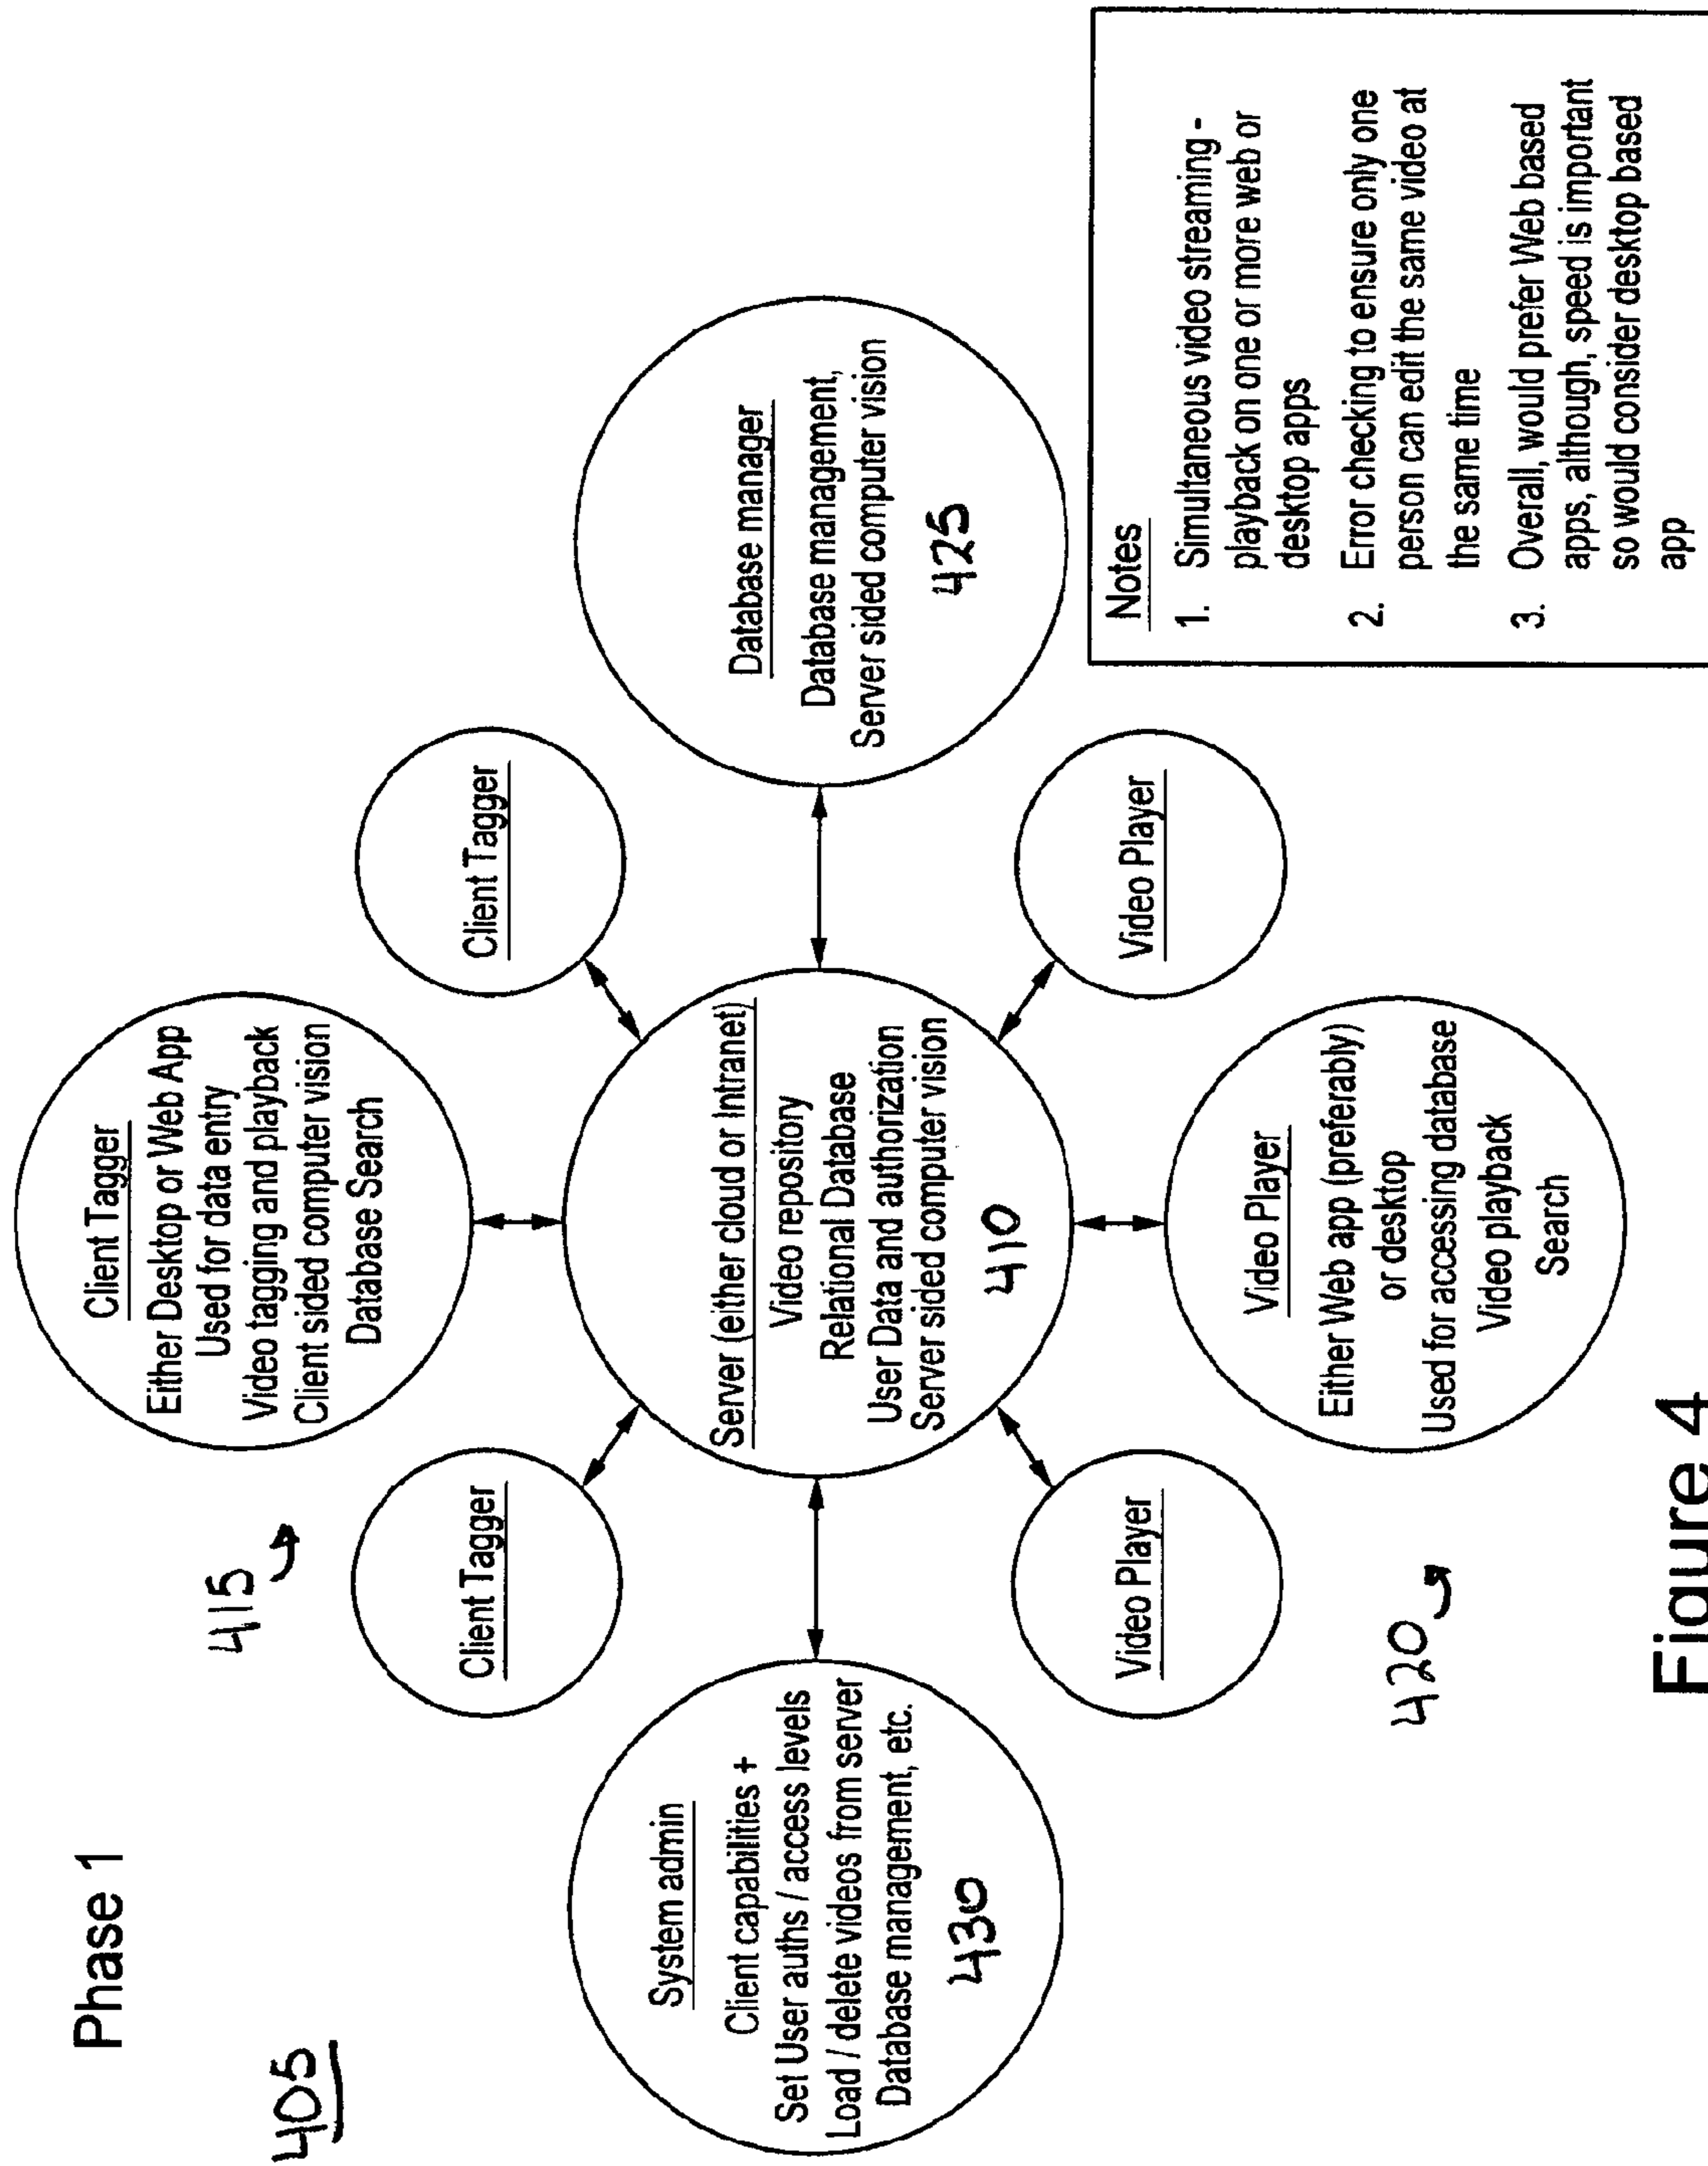 Phase 1
405
415
Client Tagger
Either Desktop or Web App
Used for data entry
Video tagging and playback
Client sided computer vision
Database Search
Client Tagger
Client Tagger
System admin
Client capabilities +
Set User auths / access levels
Load / delete videos from server
Database management, etc.
430
Server (either cloud or Intranet)
Video repository
Relational Database
User Data and authorization
Server sided computer vision
410
Database manager
Database management,
Server sided computer vision
425
Video Player
Video Player
420
Video Player
Either Web app (preferably)
or desktop
Used for accessing database
Video playback
Search
Notes
1. Simultaneous video streaming -
playback on one or more web or
desktop apps
2. Error checking to ensure only one
person can edit the same video at
the same time
3. Overall, would prefer Web based
apps, although, speed is important
so would consider desktop based
app
Figure 4